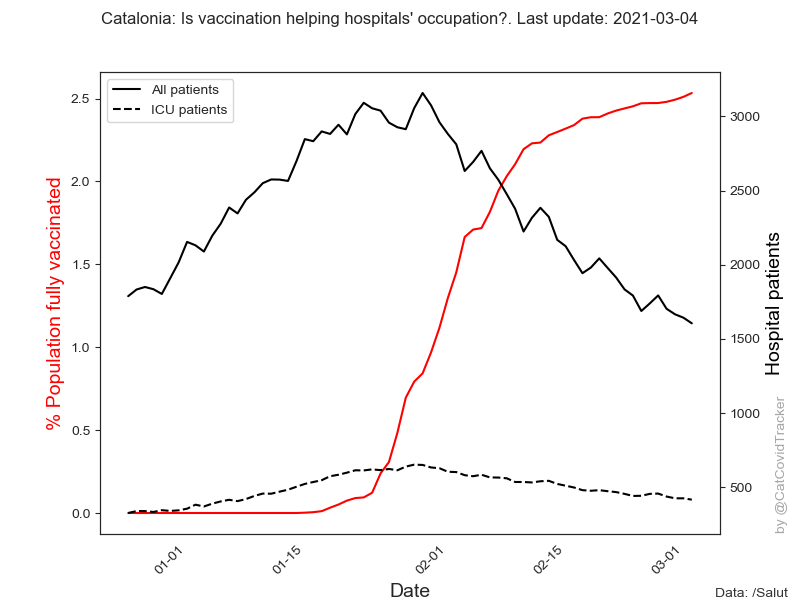 Catalonia: Is vaccination helping hospitals' occupation?. Last update: 2021-03-04
All patients
ICU patients
% Population fully vaccinated
2.5
2.0
1.5
1.0
0.5
0.0
3000
2500
2000
1500
1000
500
Hospital patients
by @CatCovidTracker
01-01
01-15
02-01
02-15
03-01
Date
Data: /Salut